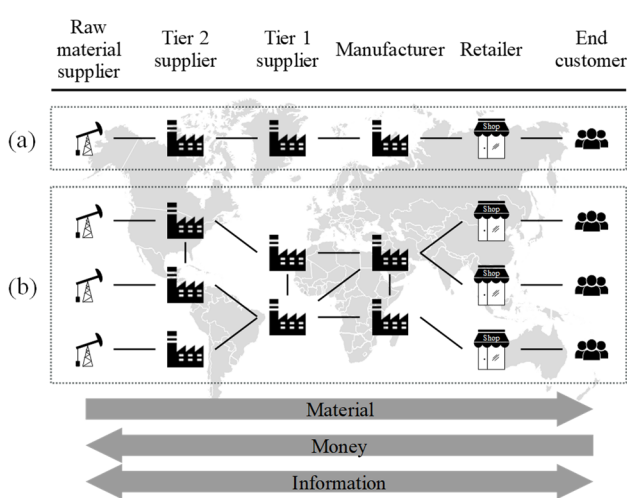 Raw
material
supplier
Tier 2
supplier
Tier 1
supplier
Manufacturer
Retailer
End
customer
(a)
Shop
(b)
Shop
Shop
Shop
Material
Money
Information